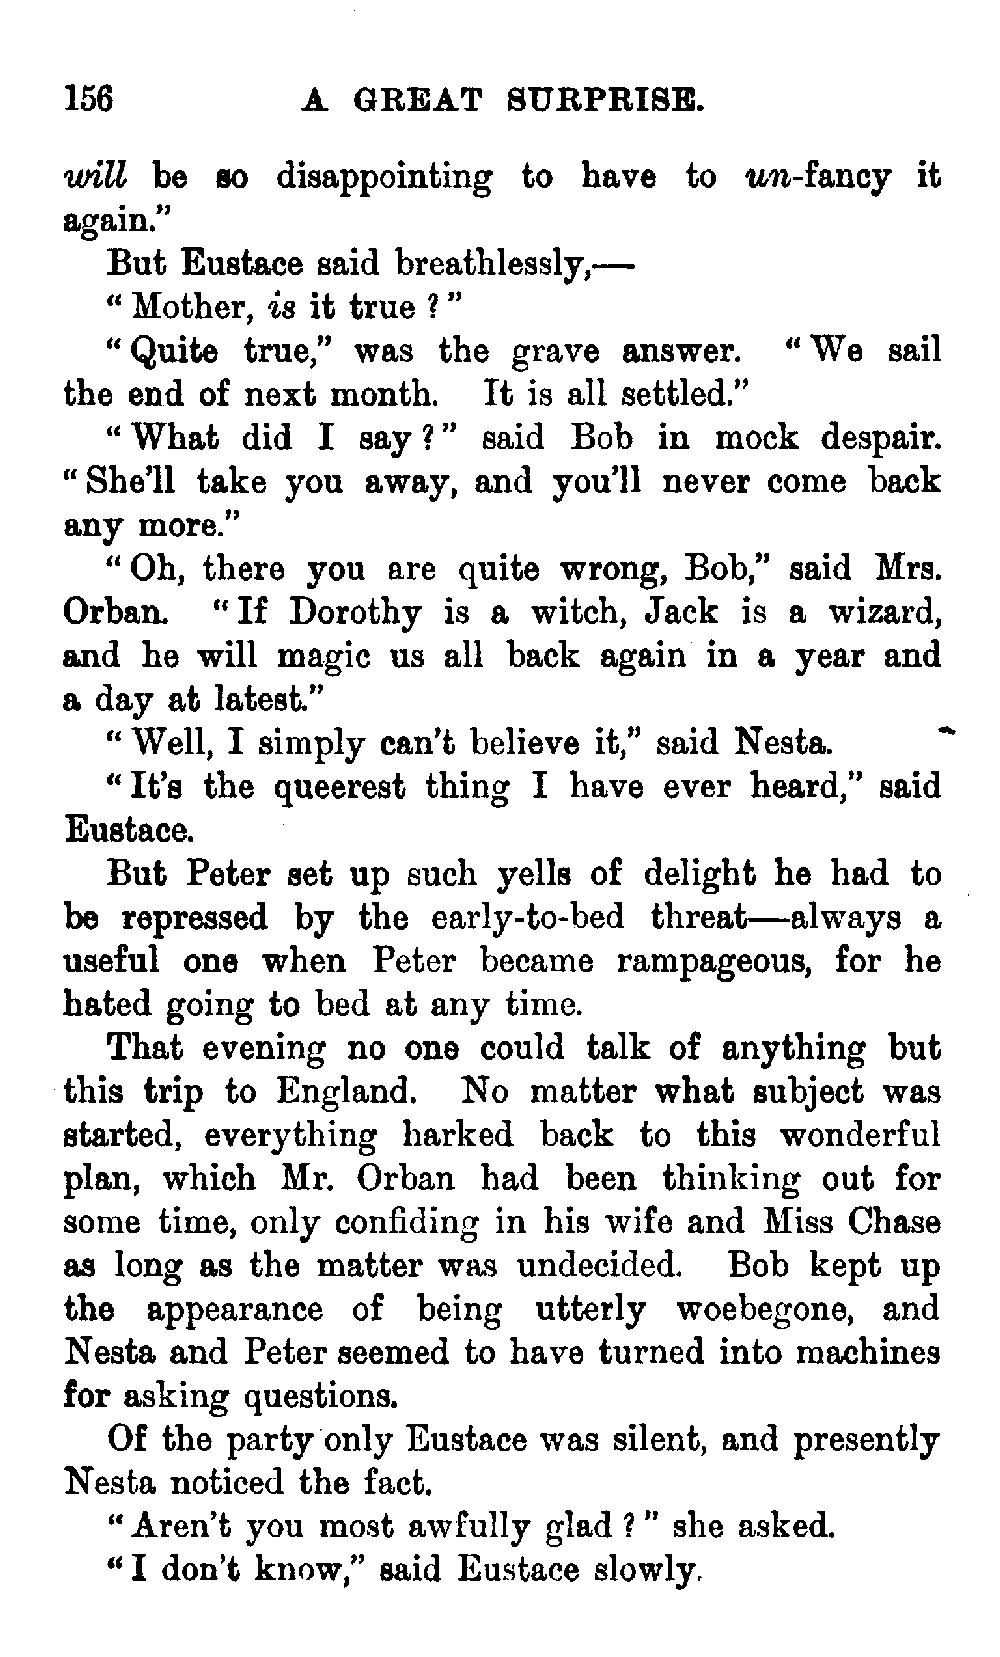 156 A GREAT SURPRISE.
will be so disappointing to have to un-fancy it
again."
But Eustace said breathlessly,—
" Mother, is it true ? "
" Quite true," was the grave answer. " We sail
the end of next month. It is all settled."
" What did I say ? " said Bob in mock despair.
" She'll take you away, and you'll never come back
any more."
" Oh, there you are quite wrong, Bob," said Mrs.
Orban. " If Dorothy is a witch, Jack is a wizard,
and he will magic us all back again in a year and
a day at latest."
" Well, I simply can't believe it," said Nesta.
" It's the queerest thing I have ever heard," said
Eustace.
But Peter set up such yells of delight he had to
be repressed by the early-to-bed threat—always a
useful one when Peter became rampageous, for he
hated going to bed at any time.
That evening no one could talk of anything but
this trip to England. No matter what subject was
started, everything harked back to this wonderful
plan, which Mr. Orban had been thinking out for
some time, only confiding in his wife and Miss Chase
as long as the matter was undecided. Bob kept up
the appearance of being utterly woebegone, and
Nesta and Peter seemed to have turned into machines
for asking questions.
Of the party only Eustace was silent, and presently
Nesta noticed the fact.
" Aren't you most awfully glad ? " she asked.
" I don't know," said Eustace slowly.